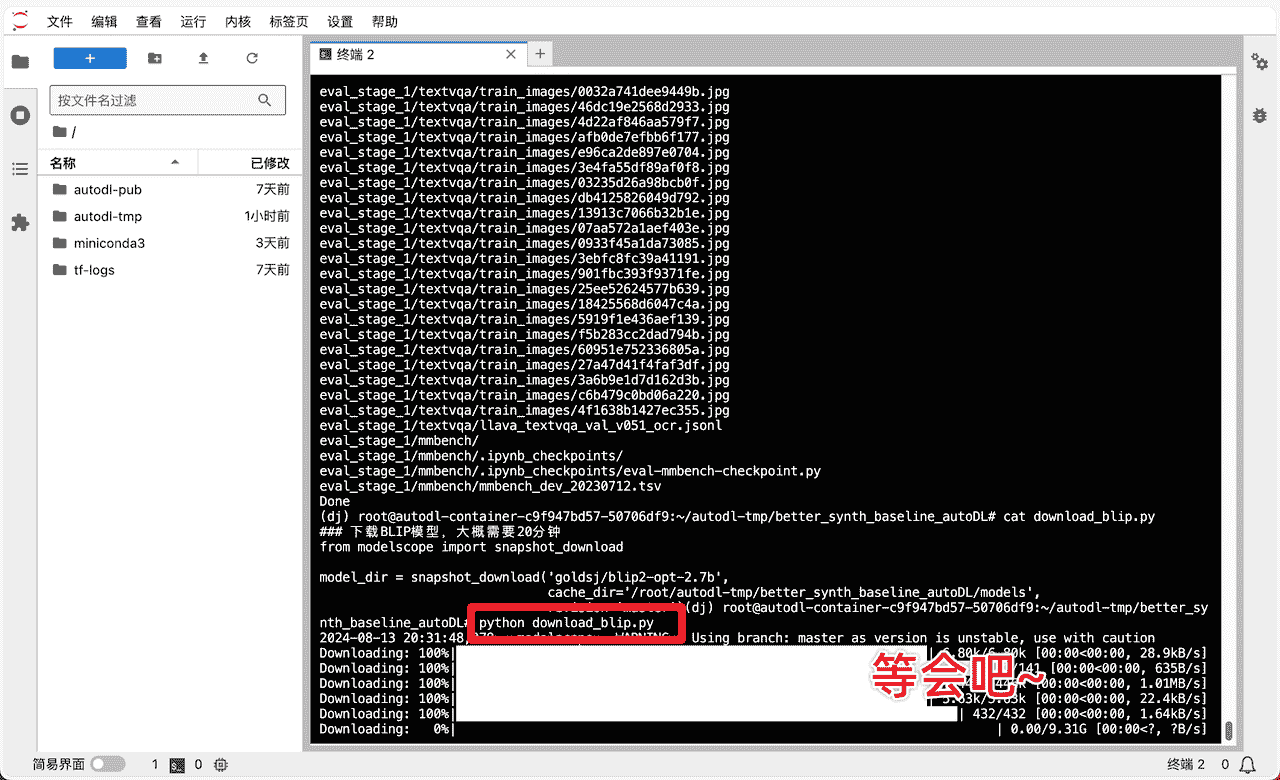 文件 编辑 查看 运行 内核 标签页 设置 帮助
+
按文件名过滤
/
名称 已修改
autodl-pub 7天前
autodl-tmp 1小时前
miniconda3 3天前
tf-logs 7天前
终端 2
eval_stage_1/textvqa/train_images/0032a741dee9449b.jpg
eval_stage_1/textvqa/train_images/46dc19e2568d2933.jpg
eval_stage_1/textvqa/train_images/4d22af846aa579f7.jpg
eval_stage_1/textvqa/train_images/afb0de7efbb6f177.jpg
eval_stage_1/textvqa/train_images/e96ca2de897e0704.jpg
eval_stage_1/textvqa/train_images/3e4fa55df89af0f8.jpg
eval_stage_1/textvqa/train_images/03235d26a98bcb0f.jpg
eval_stage_1/textvqa/train_images/db4125826049d792.jpg
eval_stage_1/textvqa/train_images/13913c7066b32b1e.jpg
eval_stage_1/textvqa/train_images/07aa572a1aef403e.jpg
eval_stage_1/textvqa/train_images/0933f45a1da73085.jpg
eval_stage_1/textvqa/train_images/3ebfc8fc39a41191.jpg
eval_stage_1/textvqa/train_images/901fbc393f9371fe.jpg
eval_stage_1/textvqa/train_images/25ee52624577b639.jpg
eval_stage_1/textvqa/train_images/18425568d6047c4a.jpg
eval_stage_1/textvqa/train_images/5919f1e436aef139.jpg
eval_stage_1/textvqa/train_images/f5b283cc2dad794b.jpg
eval_stage_1/textvqa/train_images/60951e752336805a.jpg
eval_stage_1/textvqa/train_images/27a47d41f4faf3df.jpg
eval_stage_1/textvqa/train_images/3a6b9e1d7d162d3b.jpg
eval_stage_1/textvqa/train_images/c6b479c0bd06a220.jpg
eval_stage_1/textvqa/train_images/4f1638b1427ec355.jpg
eval_stage_1/textvqa/llava_textvqa_val_v051_ocr.jsonl
eval_stage_1/mmbench/
eval_stage_1/mmbench/.ipynb_checkpoints/
eval_stage_1/mmbench/.ipynb_checkpoints/eval-mmbench-checkpoint.py
eval_stage_1/mmbench/mmbench_dev_20230712.tsv
Done
(dj) root@autodl-container-c9f947bd57-50706df9:~/autodl-tmp/better_synth_baseline_autoDL# cat download_blip.py
### 下载BLIP模型，大概需要20分钟
from modelscope import snapshot_download
model_dir = snapshot_download('goldsj/blip2-opt-2.7b',
cache_dir='/root/autodl-tmp/better_synth_baseline_autoDL/models',
(dj) root@autodl-container-c9f947bd57-50706df9:~/autodl-tmp/better_sy
nth_baseline_autoDL python download_blip.py
2024-08-13 20:31:48 Using branch: master as version is unstable, use with caution
Downloading: 100%| [00:00<00:00, 28.9kB/s]
Downloading: 100%| [00:00<00:00, 635B/s]
Downloading: 100%| [00:00<00:00, 1.01MB/s]
Downloading: 100%| [00:00<00:00, 22.4kB/s]
Downloading: 100%| | 432/432 [00:00<00:00, 1.64kB/s]
Downloading: 0%| | 0.00/9.31G [00:00<?, ?B/s]
等会吧~
简易界面 1 0 终端 2 0